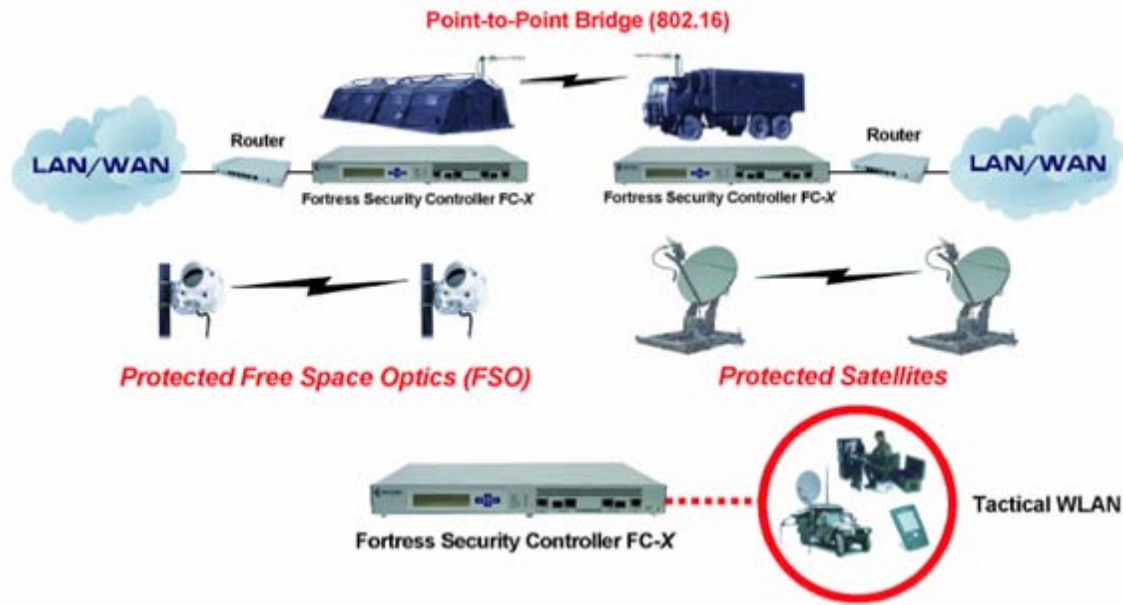 Point-to-Point Bridge (802.16)
Router
Router
LAN/WAN
LAN/WAN
Fortress Security Controller FC-X
Fortress Security Controller FC-X
Protected Free Space Optics (FSO)
Protected Satellites
Tactical WLAN
Fortress Security Controller FC-X